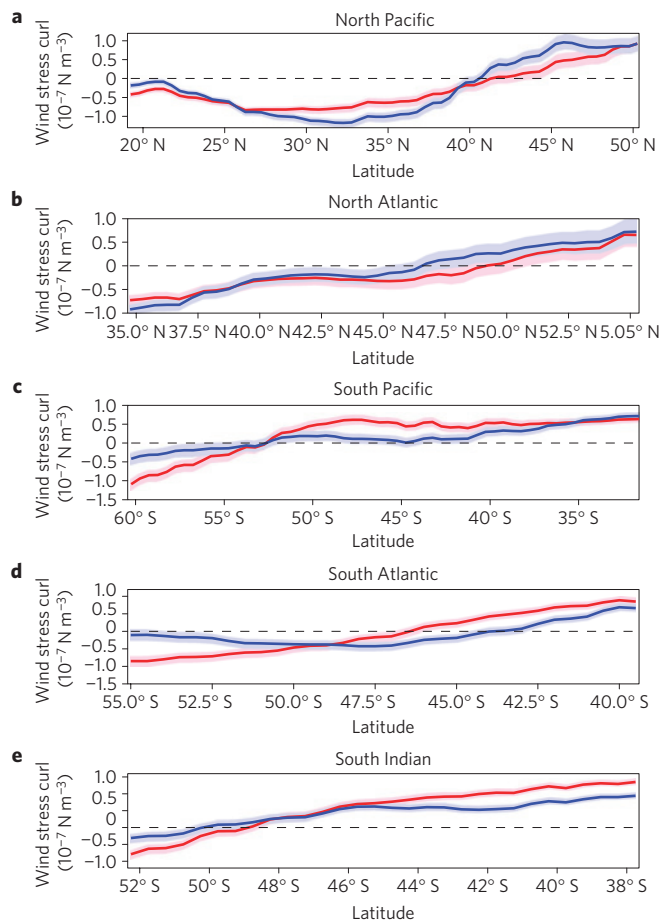 a North Pacific
Wind stress curl
(10⁻⁷ N m⁻³)
1.0
0.5
0
−0.5
−1.0
20° N 25° N 30° N 35° N 40° N 45° N 50° N
Latitude
b North Atlantic
Wind stress curl
(10⁻⁷ N m⁻³)
1.0
0.5
0
−0.5
−1.0
35.0° N 37.5° N 40.0° N 42.5° N 45.0° N 47.5° N 50.0° N 52.5° N 5.05° N
Latitude
c South Pacific
Wind stress curl
(10⁻⁷ N m⁻³)
1.0
0.5
0
−0.5
−1.0
−1.5
60° S 55° S 50° S 45° S 40° S 35° S
Latitude
d South Atlantic
Wind stress curl
(10⁻⁷ N m⁻³)
1.0
0.5
0
−0.5
−1.5
55.0° S 52.5° S 50.0° S 47.5° S 45.0° S 42.5° S 40.0° S
Latitude
e South Indian
Wind stress curl
(10⁻⁷ N m⁻³)
1.0
0.5
0
−0.5
−1.0
52° S 50° S 48° S 46° S 44° S 42° S 40° S 38° S
Latitude